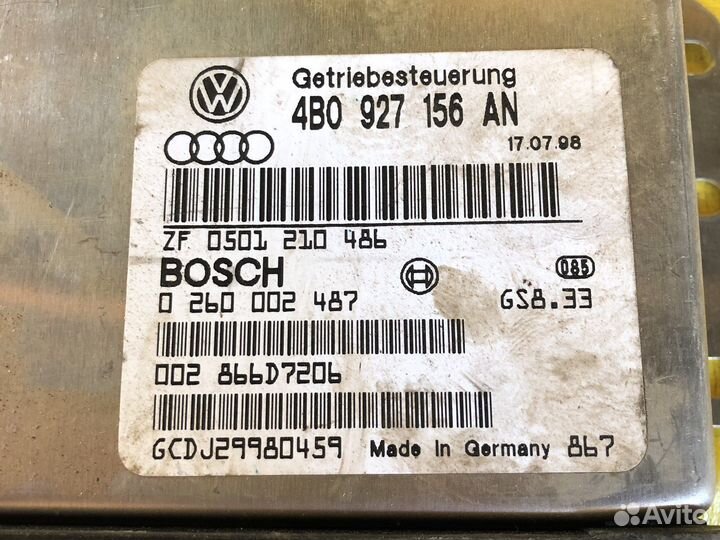 Getriebesteuerung
4B0 927 156 AN
17.07.98
ZF 0501 210 486
BOSCH
085
0 260 002 487 GS8.33
002 866D7206
GCDJ29980459 Made In Germany 867
Avito